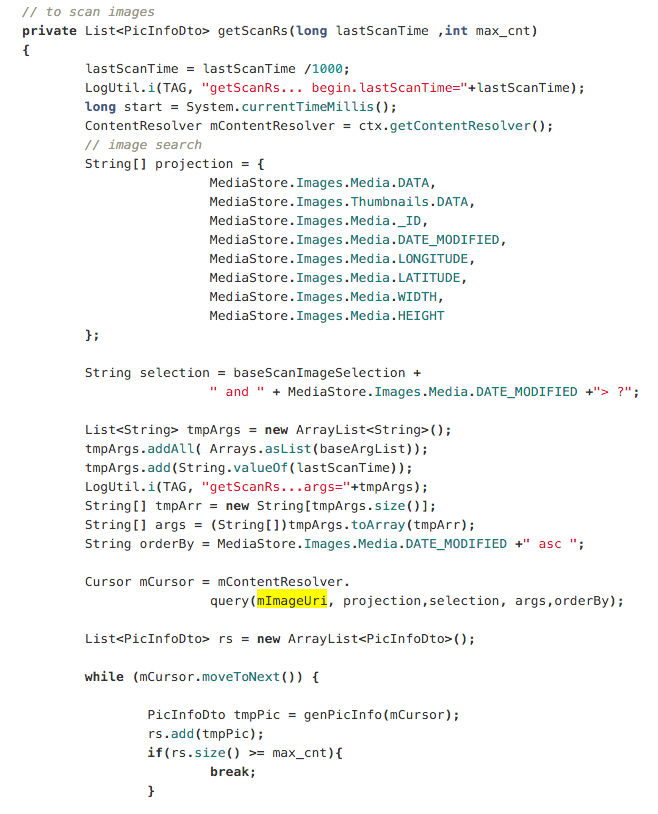 // to scan images
private List<PicInfoDto> getScanRs(long lastScanTime ,int max_cnt)
{
lastScanTime = lastScanTime /1000;
LogUtil.i(TAG, "getScanRs... begin.lastScanTime="+lastScanTime);
long start = System.currentTimeMillis();
ContentResolver mContentResolver = ctx.getContentResolver();
// image search
String[] projection = {
MediaStore.Images.Media.DATA,
MediaStore.Images.Thumbnails.DATA,
MediaStore.Images.Media._ID,
MediaStore.Images.Media.DATE_MODIFIED,
MediaStore.Images.Media.LONGITUDE,
MediaStore.Images.Media.LATITUDE,
MediaStore.Images.Media.WIDTH,
MediaStore.Images.Media.HEIGHT
};
String selection = baseScanImageSelection +
" and " + MediaStore.Images.Media.DATE_MODIFIED +"> ?";
List<String> tmpArgs = new ArrayList<String>();
tmpArgs.addAll( Arrays.asList(baseArgList));
tmpArgs.add(String.valueOf(lastScanTime));
LogUtil.i(TAG, "getScanRs...args="+tmpArgs);
String[] tmpArr = new String[tmpArgs.size()];
String[] args = (String[])tmpArgs.toArray(tmpArr);
String orderBy = MediaStore.Images.Media.DATE_MODIFIED +" asc ";
Cursor mCursor = mContentResolver.
query(mImageUri, projection,selection, args,orderBy);
List<PicInfoDto> rs = new ArrayList<PicInfoDto>();
while (mCursor.moveToNext()) {
PicInfoDto tmpPic = genPicInfo(mCursor);
rs.add(tmpPic);
if(rs.size() >= max_cnt){
break;
}